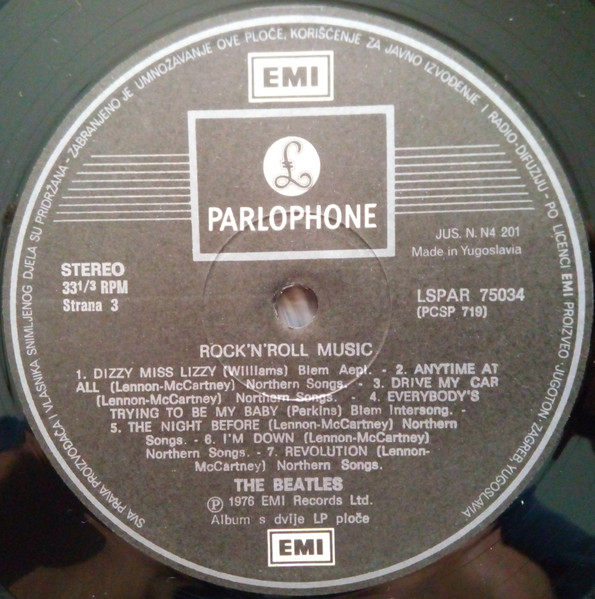 SVA PRAVA PROIZVOĐAČA I VLASNIKA SNIMLJENOG DJELA SU PRIDRŽANA - ZABRANJENO JE UMNOŽAVANJE OVE PLOČE, KORIŠĆENJE ZA JAVNO IZVOĐENJE I RADIO-DIFUZIJU - PO LICENCI EMI PROIZVEO »JUGOTON« ZAGREB, YUGOSLAVIA
EMI
£
PARLOPHONE
JUS. N. N4 201
Made in Yugoslavia
STEREO
33 1/3 RPM
Strana 3
LSPAR 75034
(PCSP 719)
ROCK'N'ROLL MUSIC
1. DIZZY MISS LIZZY (Williams) Biem Aepi. - 2. ANYTIME AT
ALL (Lennon-McCartney) Northern Songs. - 3. DRIVE MY CAR
(Lennon-McCartney) Northern Songs. - 4. EVERYBODY'S
TRYING TO BE MY BABY (Perkins) Biem Intersong. -
5. THE NIGHT BEFORE (Lennon-McCartney) Northern
Songs. - 6. I'M DOWN (Lennon-McCartney)
Northern Songs. - 7. REVOLUTION (Lennon-
McCartney) Northern Songs.
THE BEATLES
Ⓟ 1976 EMI Records Ltd.
Album s dvije LP ploče
EMI